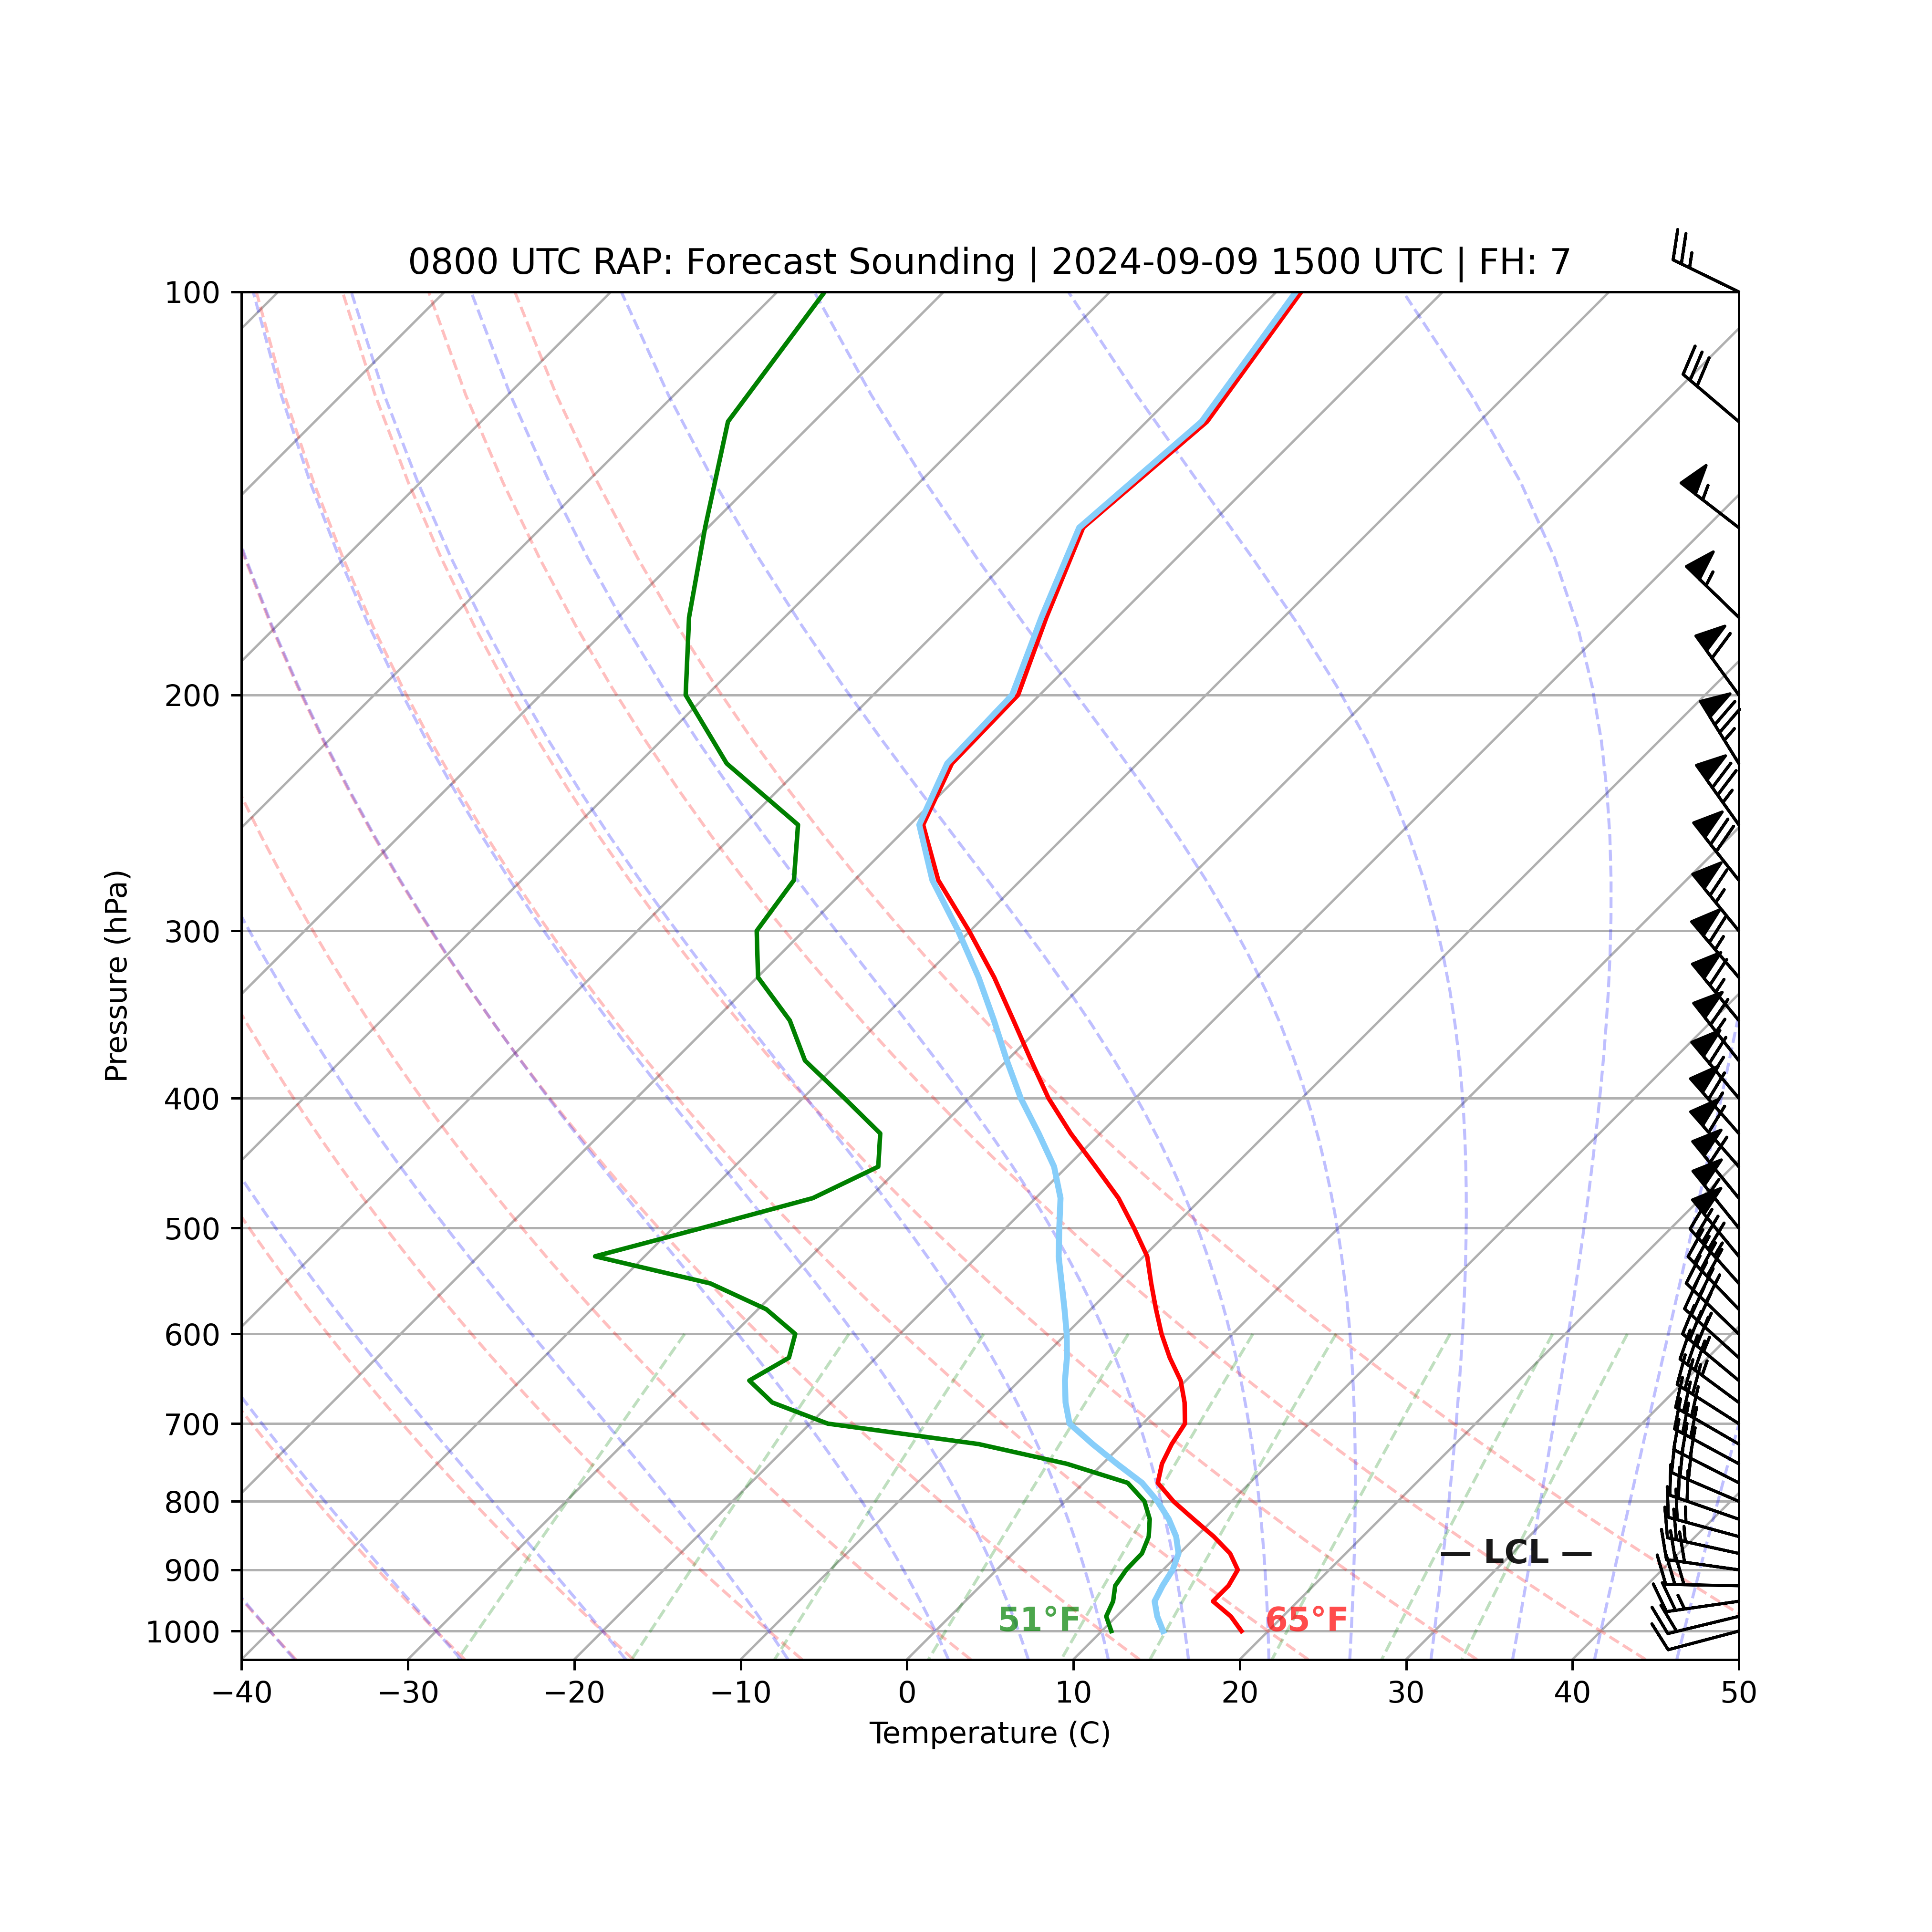 0800 UTC RAP: Forecast Sounding | 2024-09-09 1500 UTC | FH: 7
100
200
300
400
500
600
700
800
900
1000
Pressure (hPa)
— LCL —
51°F
65°F
−40 −30 −20 −10 0 10 20 30 40 50
Temperature (C)